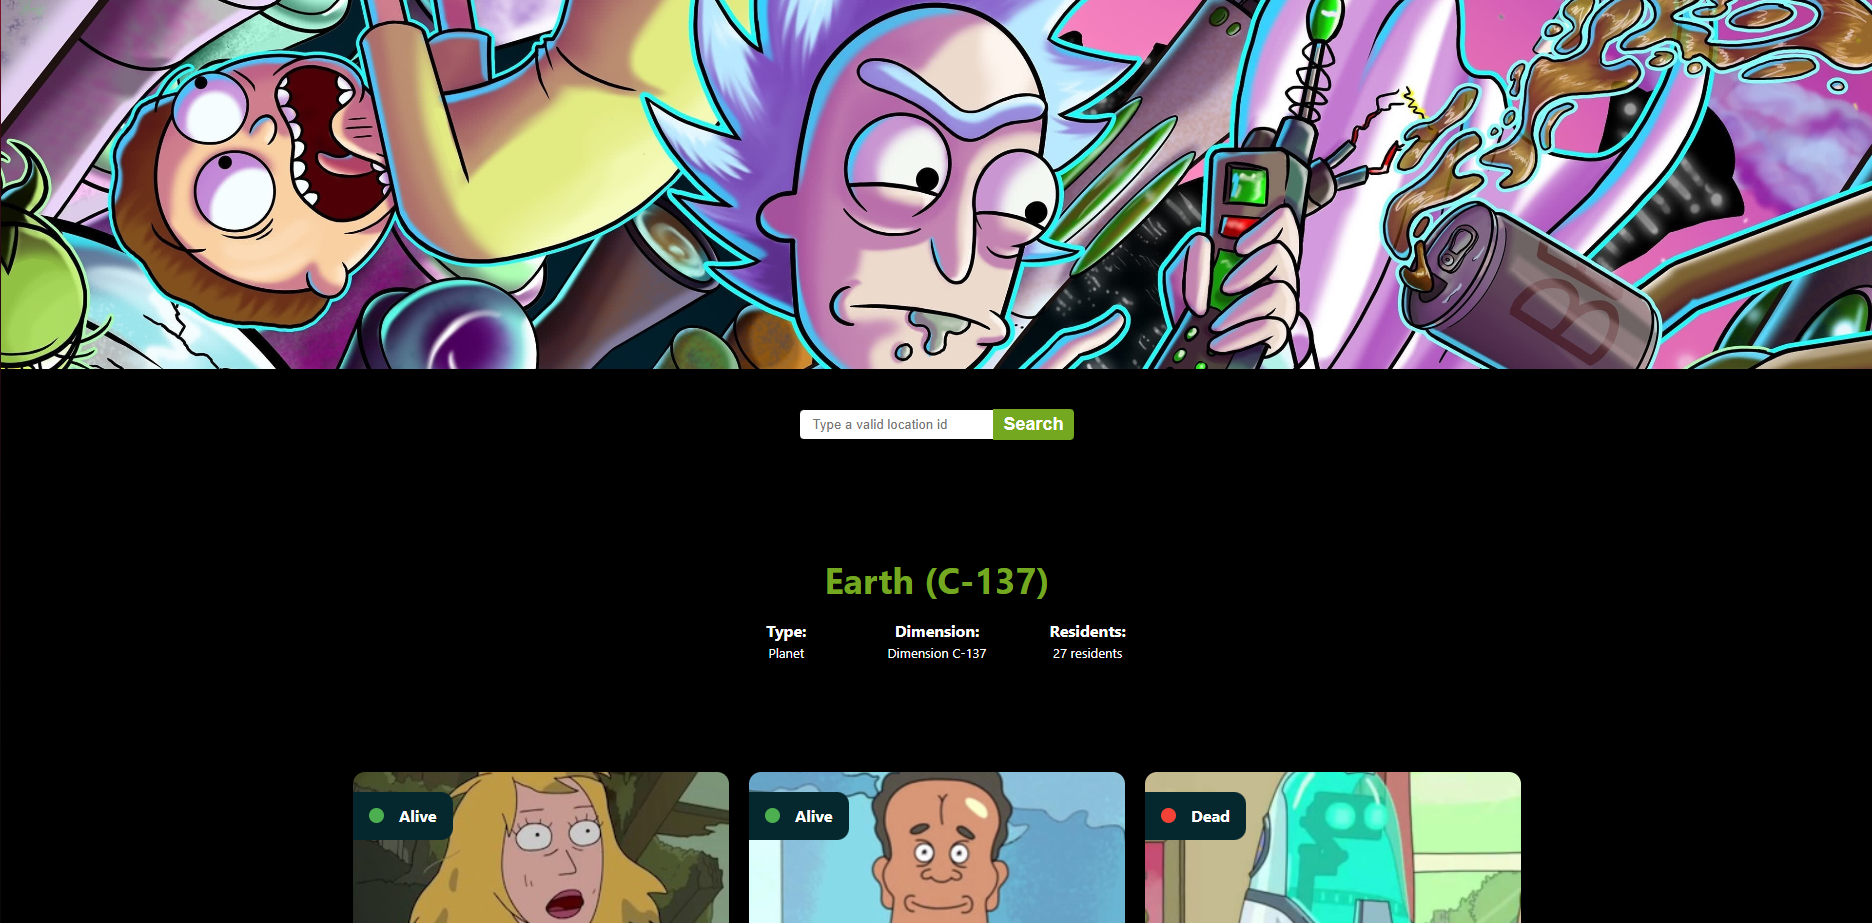 Type a valid location id
Search
Earth (C-137)
Type:
Planet
Dimension:
Dimension C-137
Residents:
27 residents
Alive
Alive
Dead